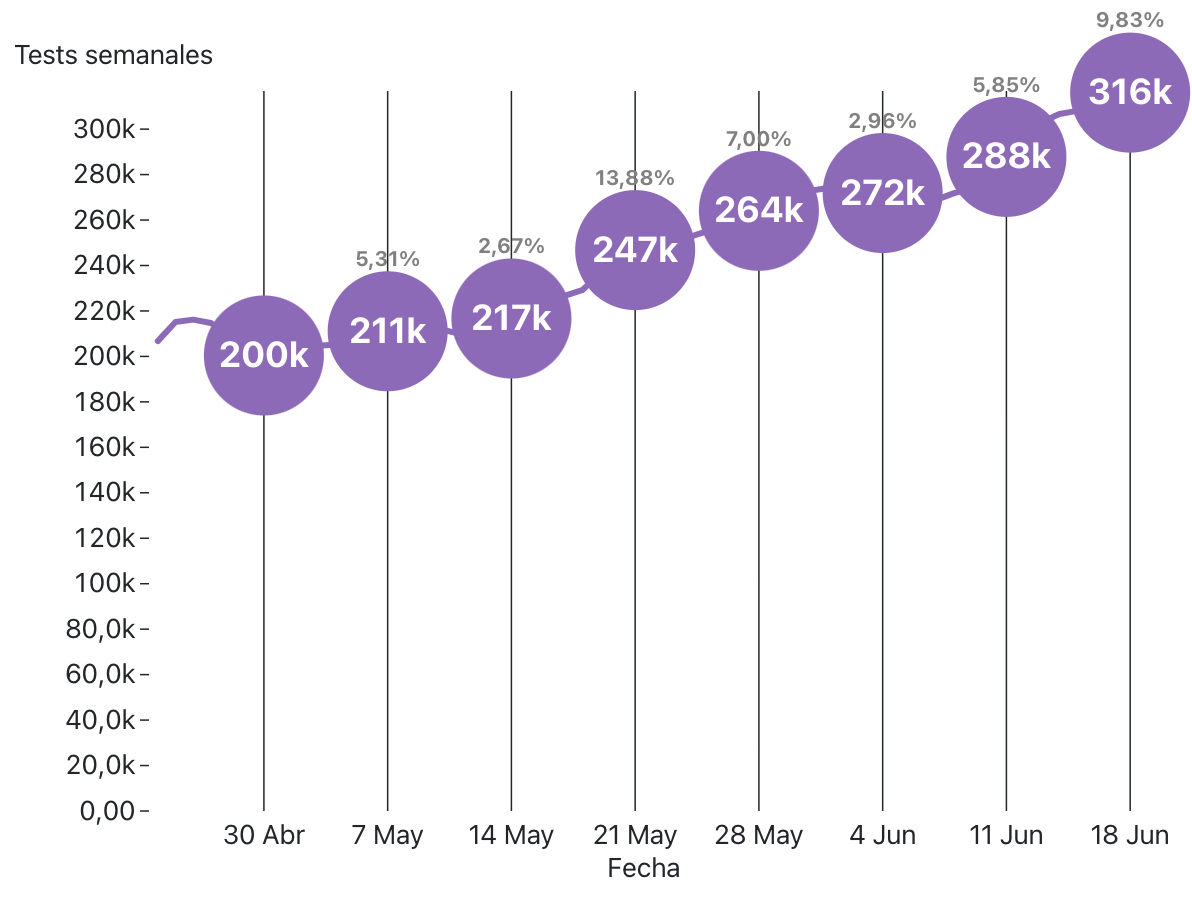 9,83%
Tests semanales
5,85%
316k
2,96%
300k
7,00%
288k
280k
13,88%
272k
260k
264k
2,67%
247k
240k
5,31%
217k
220k
211k
200k
200k
180k
160k
140k
120k
100k
80,0k
60,0k
40,0k
20,0k
0,00
30 Abr 7 May 14 May 21 May 28 May 4 Jun 11 Jun 18 Jun
Fecha